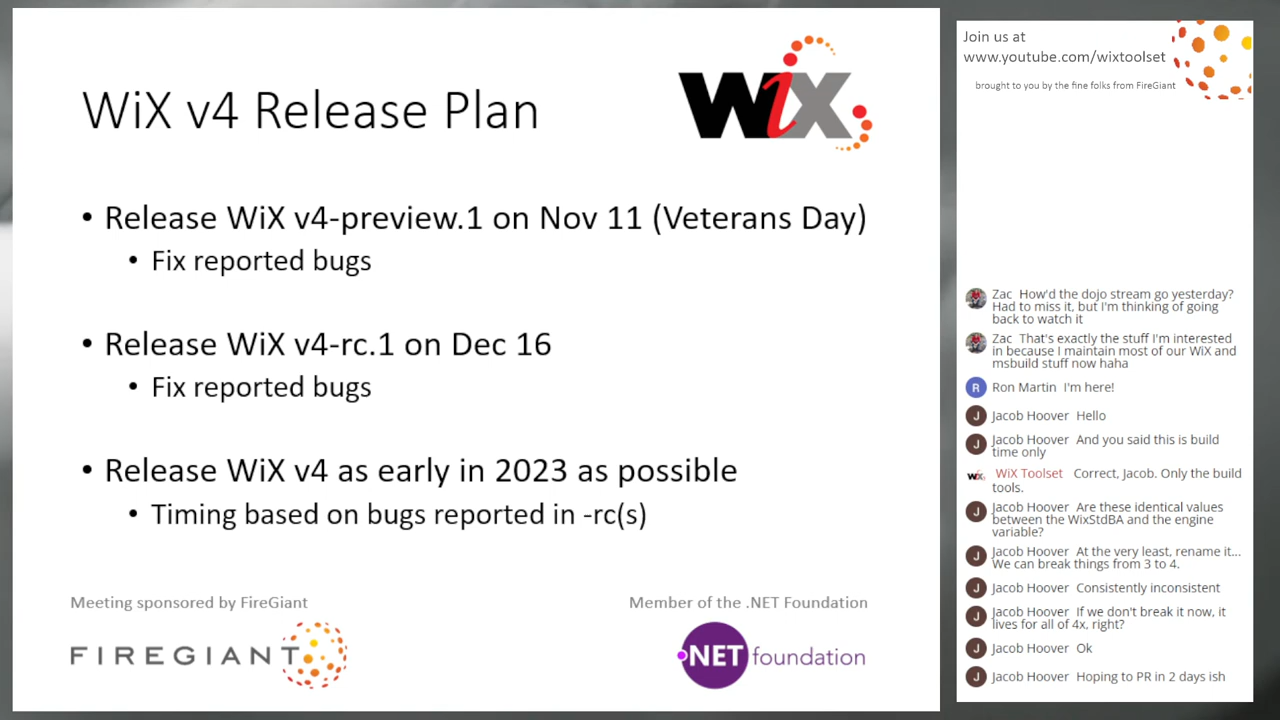 WiX v4 Release Plan
WiX
• Release WiX v4-preview.1 on Nov 11 (Veterans Day)
• Fix reported bugs
• Release WiX v4-rc.1 on Dec 16
• Fix reported bugs
• Release WiX v4 as early in 2023 as possible
• Timing based on bugs reported in -rc(s)
Meeting sponsored by FireGiant
FIREGIANT
Member of the .NET Foundation
.NET foundation
Join us at
www.youtube.com/wixtoolset
brought to you by the fine folks from FireGiant
Zac How'd the dojo stream go yesterday?
Had to miss it, but I'm thinking of going
back to watch it
Zac That's exactly the stuff I'm interested
in because I maintain most of our WiX and
msbuild stuff now haha
R Ron Martin I'm here!
J Jacob Hoover Hello
J Jacob Hoover And you said this is build
time only
WiX WiX Toolset Correct, Jacob. Only the build
tools.
J Jacob Hoover Are these identical values
between the WixStdBA and the engine
variable?
J Jacob Hoover At the very least, rename it...
We can break things from 3 to 4.
J Jacob Hoover Consistently inconsistent
J Jacob Hoover If we don't break it now, it
lives for all of 4x, right?
J Jacob Hoover Ok
J Jacob Hoover Hoping to PR in 2 days ish